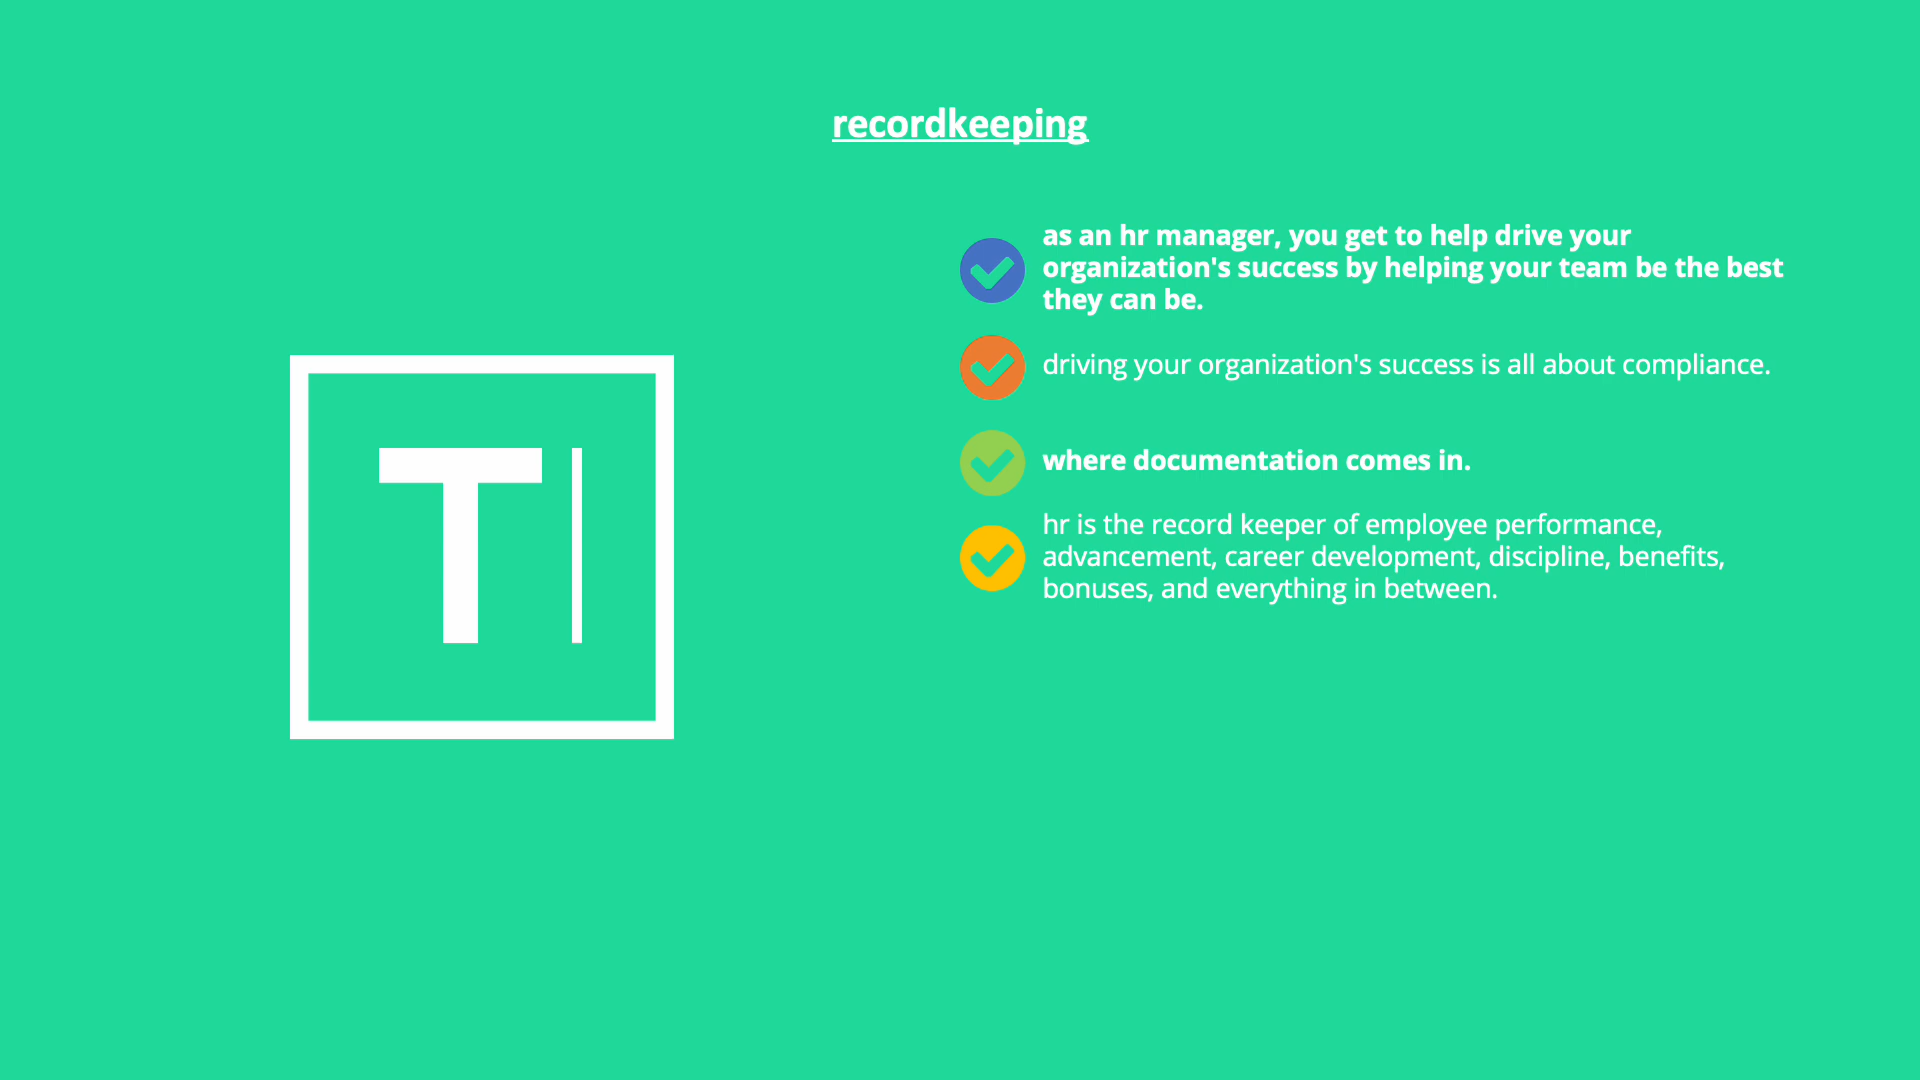 recordkeeping
as an hr manager, you get to help drive your
organization's success by helping your team be the best
they can be.
driving your organization's success is all about compliance.
where documentation comes in.
hr is the record keeper of employee performance,
advancement, career development, discipline, benefits,
bonuses, and everything in between.
T|